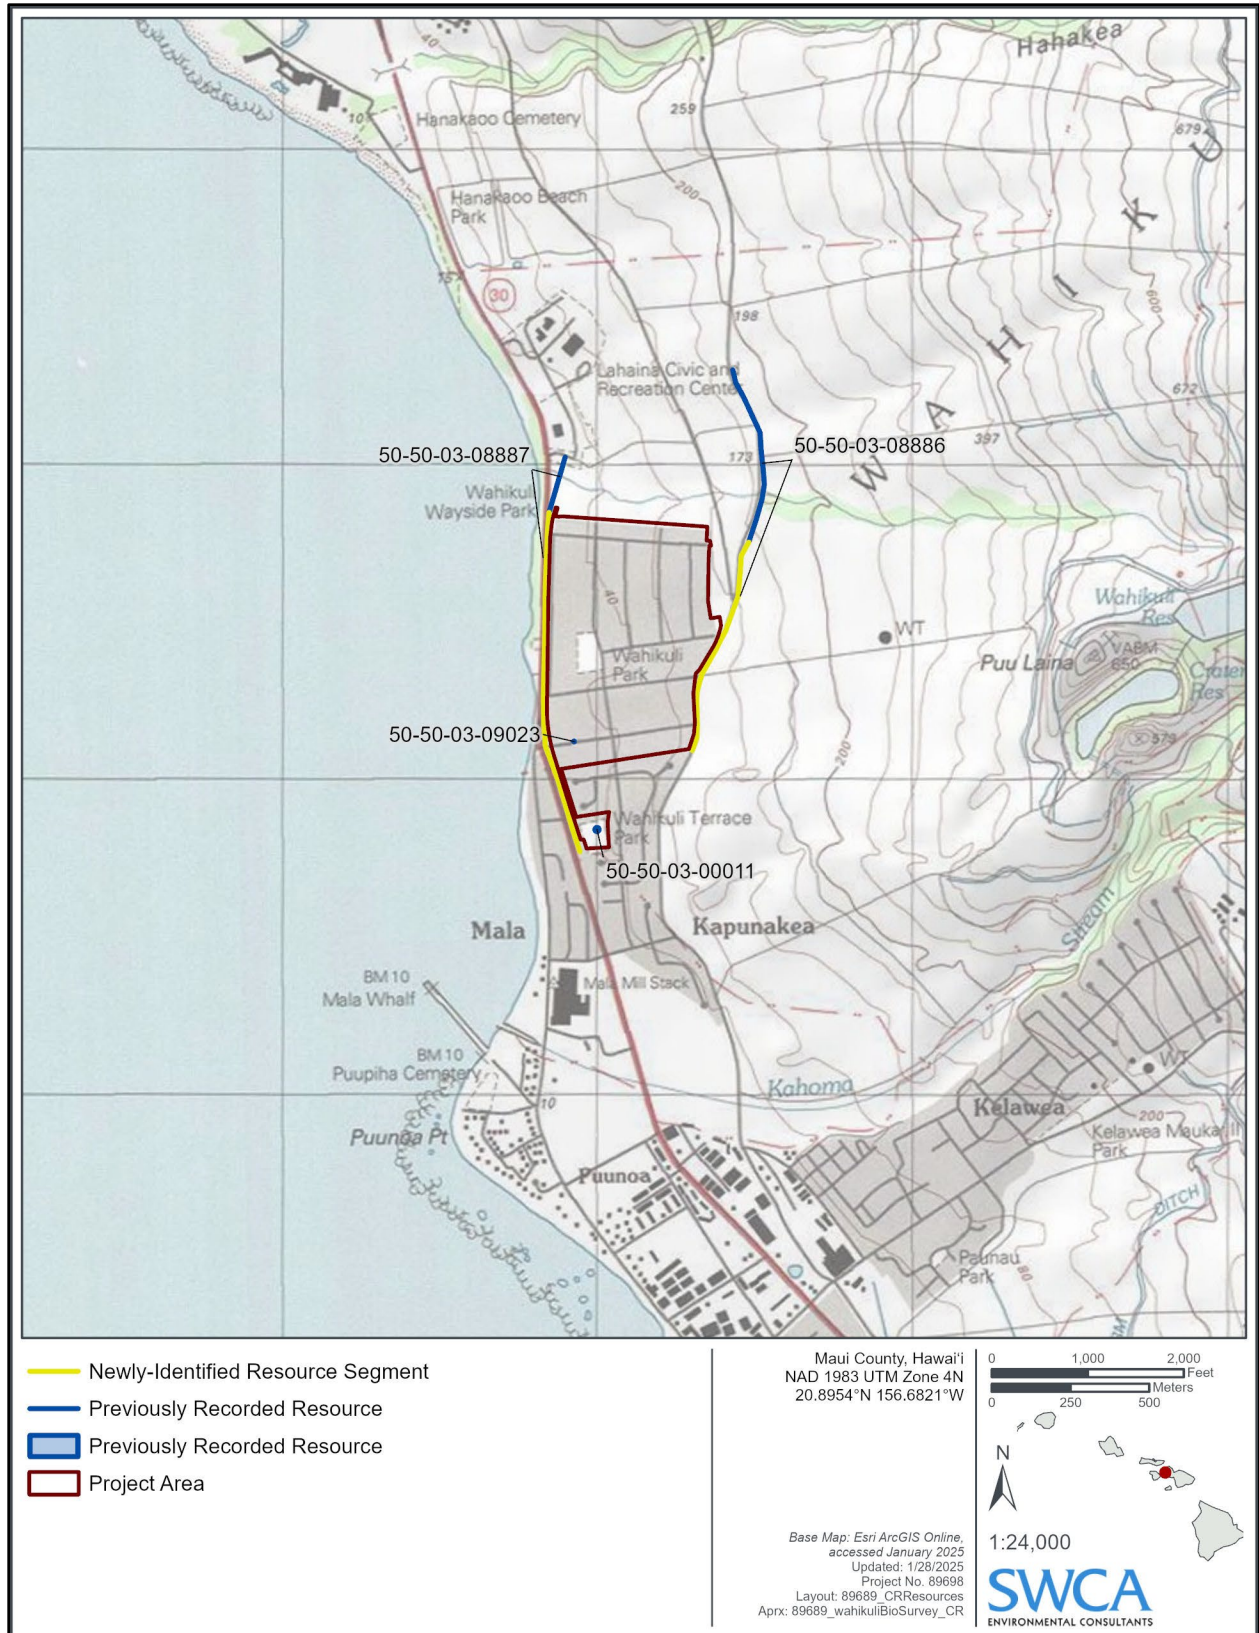 Hahakea
40
259
679
10
Hanakaoo Cemetery
200
Hanakaoo Beach
Park
U
K
I
H
A
W
15
30
600
198
Lahaina Civic and
Recreation Center
672
397
50-50-03-08887
173
50-50-03-08886
Wahikuli
Wayside Park
40
Wahikuli
Res
WT
Wahikuli
Park
Puu Laina
VABM
650
Crater
Res
50-50-03-09023
200
573
Wahikuli Terrace
Park
50-50-03-00011
Mala
Kapunakea
Stream
BM 10
Mala Whalf
Mala Mill Stack
BM 10
Puupiha Cemetery
WT
Kahoma
10
Kelawea
200
Puunoa Pt
Kelawea Mauka III
Park
Puunoa
DITCH
Paunau
Park
80
Newly-Identified Resource Segment
Previously Recorded Resource
Previously Recorded Resource
Project Area
Maui County, Hawai‘i
NAD 1983 UTM Zone 4N
20.8954°N 156.6821°W
Base Map: Esri ArcGIS Online,
accessed January 2025
Updated: 1/28/2025
Project No. 89698
Layout: 89689_CRResources
Aprx: 89689_wahikuliBioSurvey_CR
0 1,000 2,000
Feet
Meters
0 250 500
N
1:24,000
SWCA
ENVIRONMENTAL CONSULTANTS